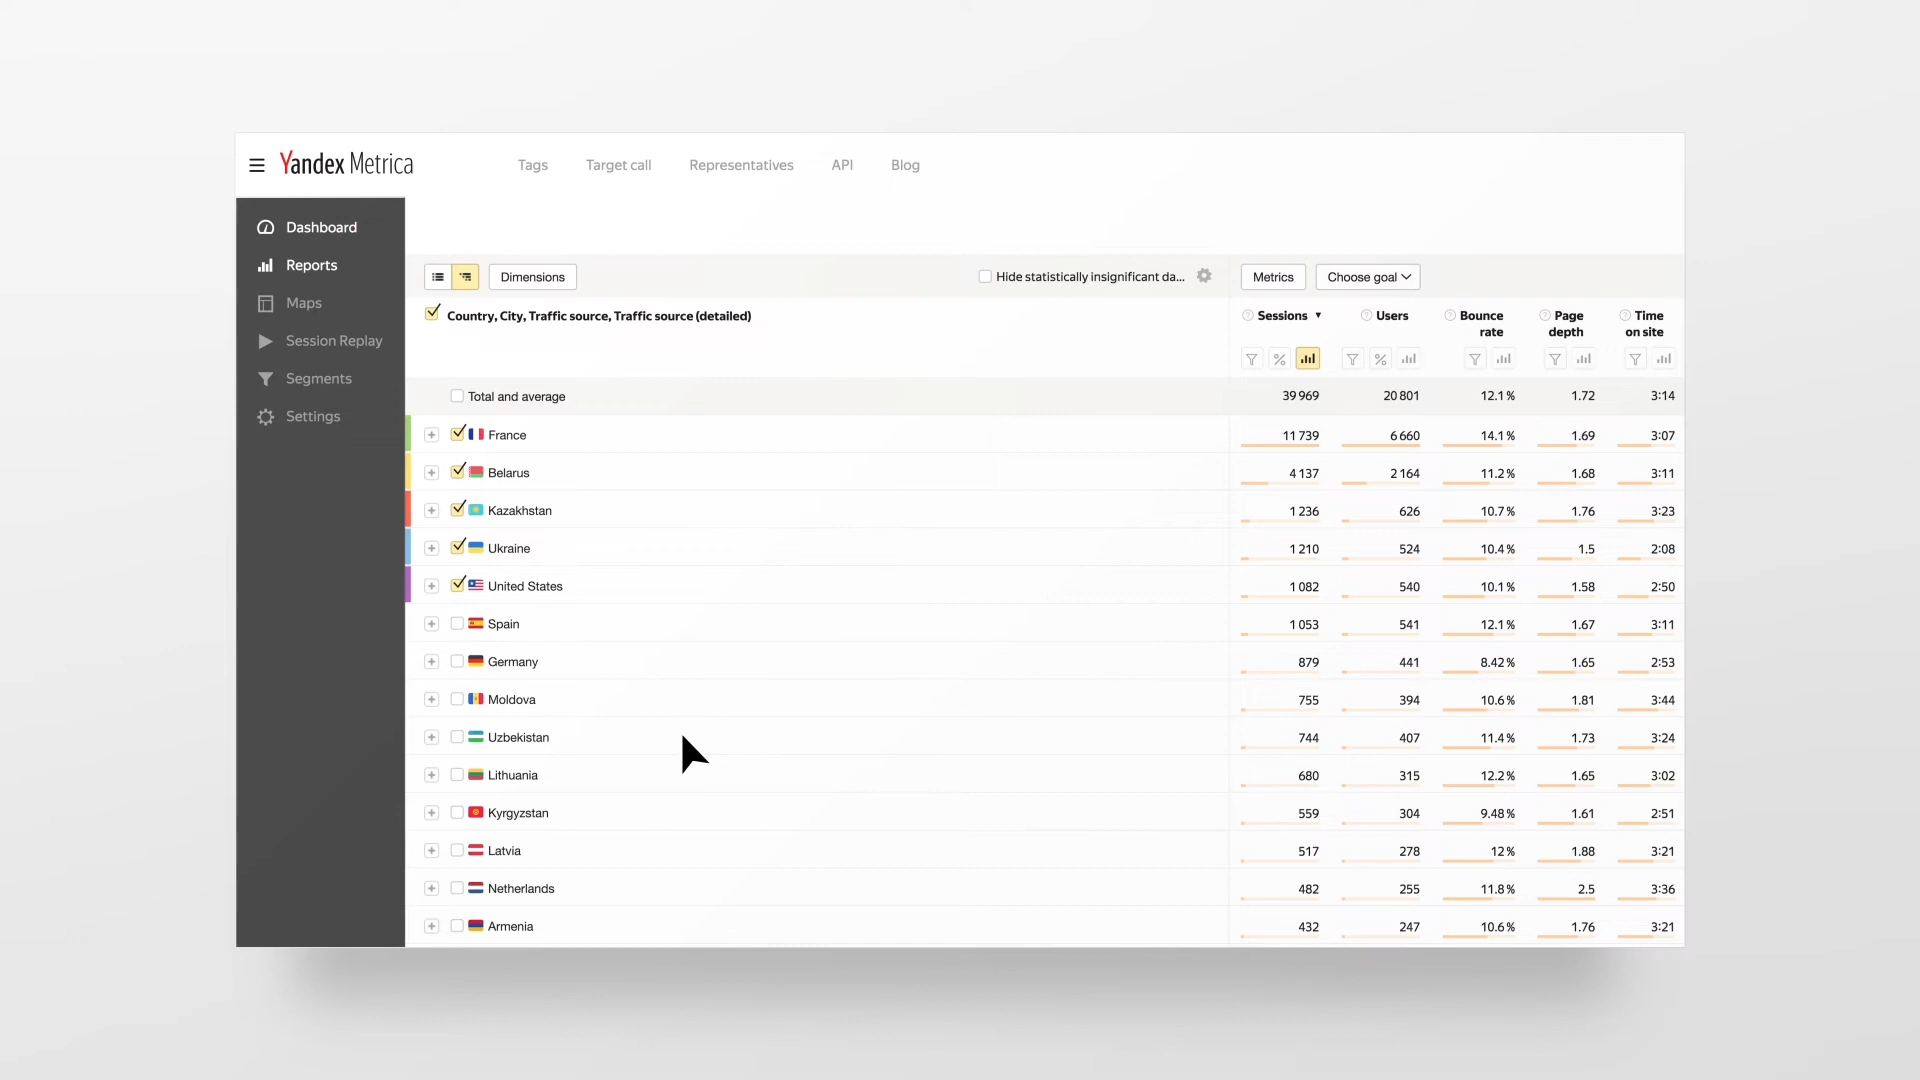 Yandex Metrica
Tags
Target call
Representatives
API
Blog
Dashboard
Reports
Maps
Session Replay
Segments
Settings
Dimensions
Hide statistically insignificant da...
Metrics
Choose goal
Country, City, Traffic source, Traffic source (detailed)
Sessions ▼
Users
Bounce rate
Page depth
Time on site
Total and average 39 969 20 801 12.1 % 1.72 3:14
France 11 739 6 660 14.1 % 1.69 3:07
Belarus 4 137 2 164 11.2 % 1.68 3:11
Kazakhstan 1 236 626 10.7 % 1.76 3:23
Ukraine 1 210 524 10.4 % 1.5 2:08
United States 1 082 540 10.1 % 1.58 2:50
Spain 1 053 541 12.1 % 1.67 3:11
Germany 879 441 8.42 % 1.65 2:53
Moldova 755 394 10.6 % 1.81 3:44
Uzbekistan 744 407 11.4 % 1.73 3:24
Lithuania 680 315 12.2 % 1.65 3:02
Kyrgyzstan 559 304 9.48 % 1.61 2:51
Latvia 517 278 12 % 1.88 3:21
Netherlands 482 255 11.8 % 2.5 3:36
Armenia 432 247 10.6 % 1.76 3:21